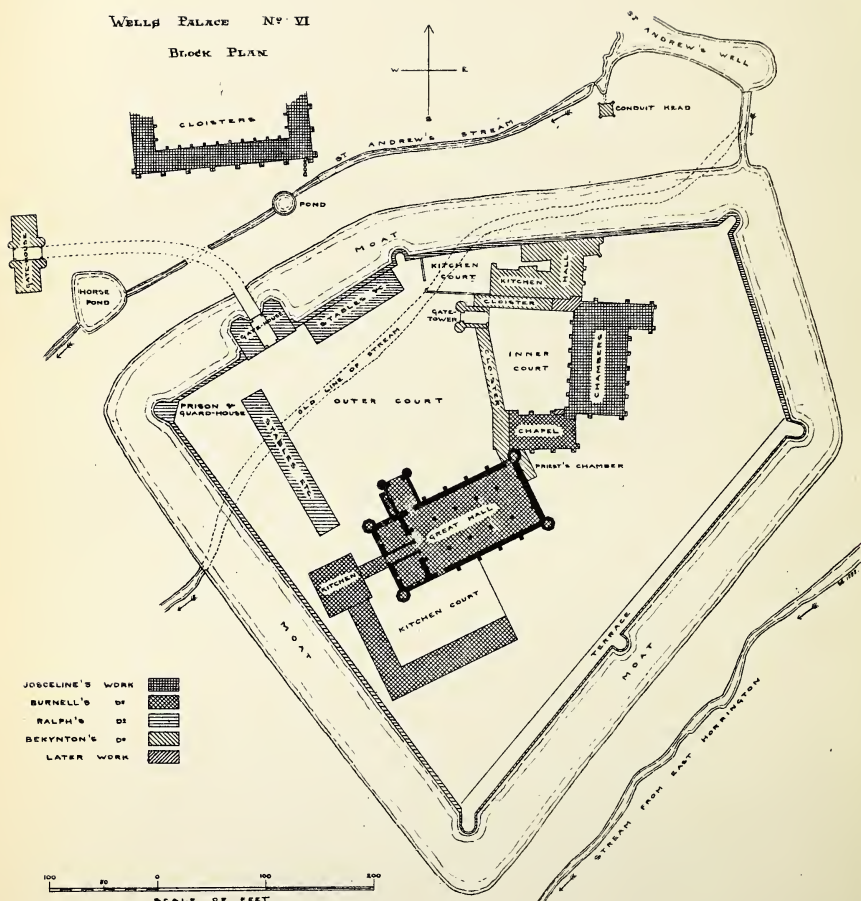 WELLS PALACE Nº VI
BLOCK PLAN
W E
S
CLOISTERS
ST ANDREW'S WELL
CONDUIT HEAD
ST ANDREW'S STREAM
POND
MOAT
HORSE POND
GATEHOUSE
STABLES &c
KITCHEN COURT
KITCHEN
HALL
CLOISTER
GATE-TOWER
CLOISTER
INNER COURT
OUTER COURT
OLD LINE OF STREAM
PRISON & GUARD-HOUSE
STABLES &c
CHAPEL
PRIEST'S CHAMBER
GREAT HALL
KITCHEN
KITCHEN COURT
MOAT
TERRACE
MOAT
STREAM FROM EAST HORRINGTON
JOSCELINE'S WORK
BURNELL'S Dº
RALPH'S Dº
BEKYNTON'S Dº
LATER WORK
100 50 0 100 200
SCALE OF FEET